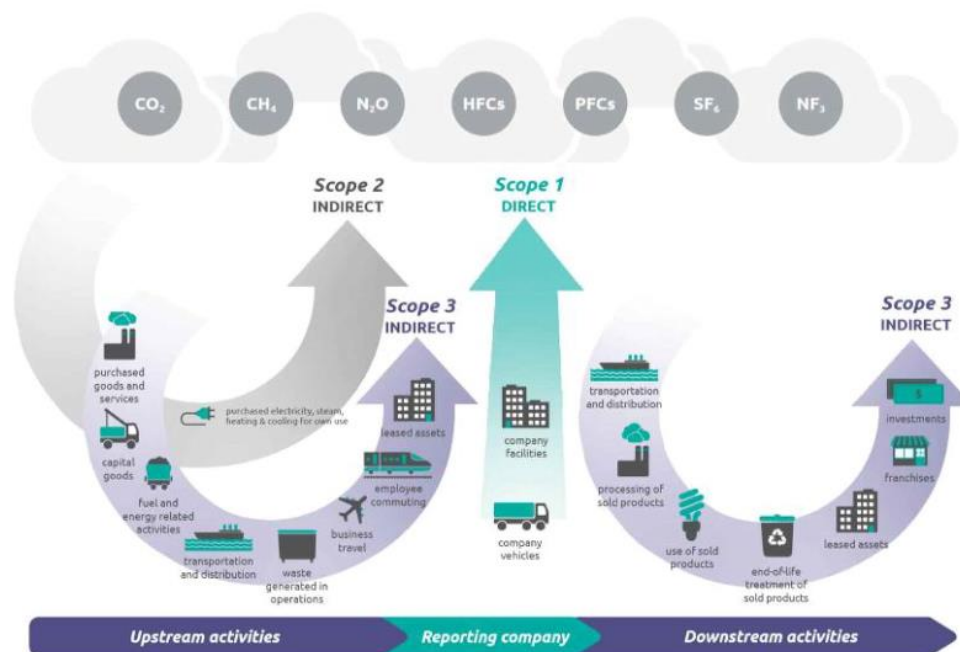 CO₂
CH₄
N₂O
HFCs
PFCs
SF₆
NF₃
Scope 2
INDIRECT
Scope 1
DIRECT
Scope 3
INDIRECT
Scope 3
INDIRECT
purchased
goods and
services
capital
goods
fuel and
energy related
activities
transportation
and distribution
waste
generated in
operations
business
travel
employee
commuting
leased assets
purchased electricity, steam,
heating & cooling for own use
company
facilities
company
vehicles
transportation
and distribution
processing of
sold products
use of sold
products
end-of-life
treatment of
sold products
leased assets
franchises
investments
$
Upstream activities
Reporting company
Downstream activities